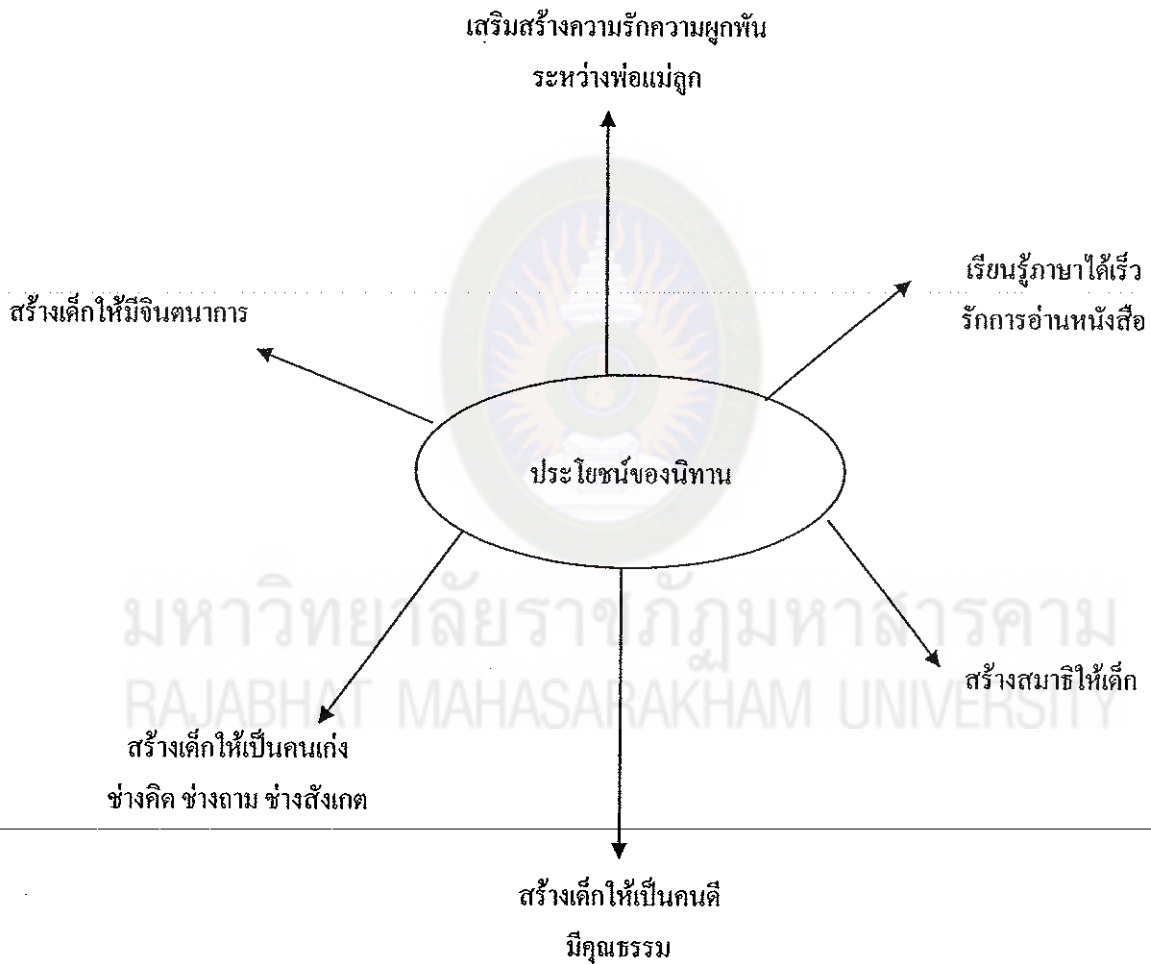 เสริมสร้างความรักความผูกพัน
ระหว่างพ่อแม่ลูก
เรียนรู้ภาษาได้เร็ว
รักการอ่านหนังสือ
สร้างเด็กให้มีจินตนาการ
ประโยชน์ของนิทาน
มหาวิทยาลัยราชภัฏมหาสารคาม
RAJABHAT MAHASARAKHAM UNIVERSITY
สร้างสมาธิให้เด็ก
สร้างเด็กให้เป็นคนเก่ง
ช่างคิด ช่างถาม ช่างสังเกต
สร้างเด็กให้เป็นคนดี
มีคุณธรรม